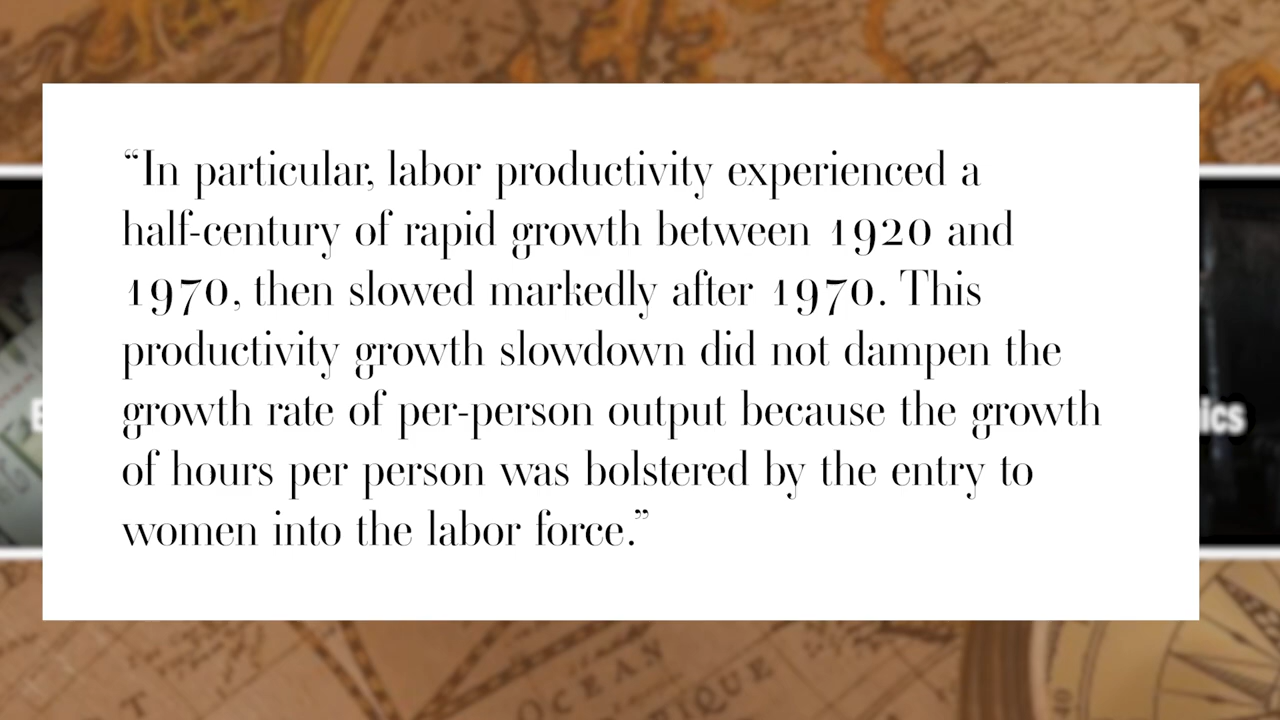 “In particular, labor productivity experienced a
half-century of rapid growth between 1920 and
1970, then slowed markedly after 1970. This
productivity growth slowdown did not dampen the
growth rate of per-person output because the growth
of hours per person was bolstered by the entry to
women into the labor force.”
ics
OCEAN